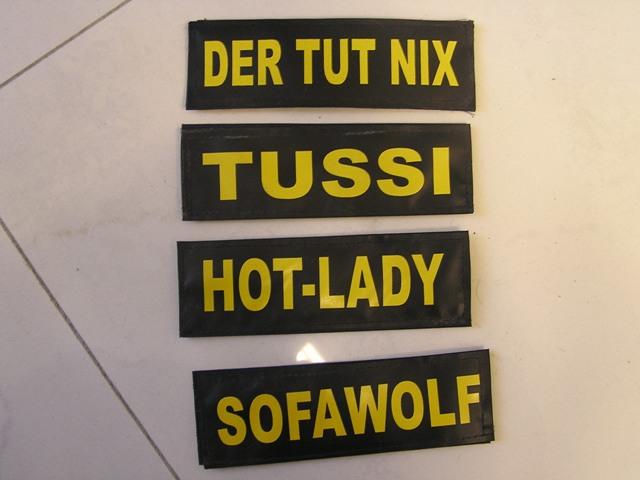 DER TUT NIX
TUSSI
HOT-LADY
SOFAWOLF